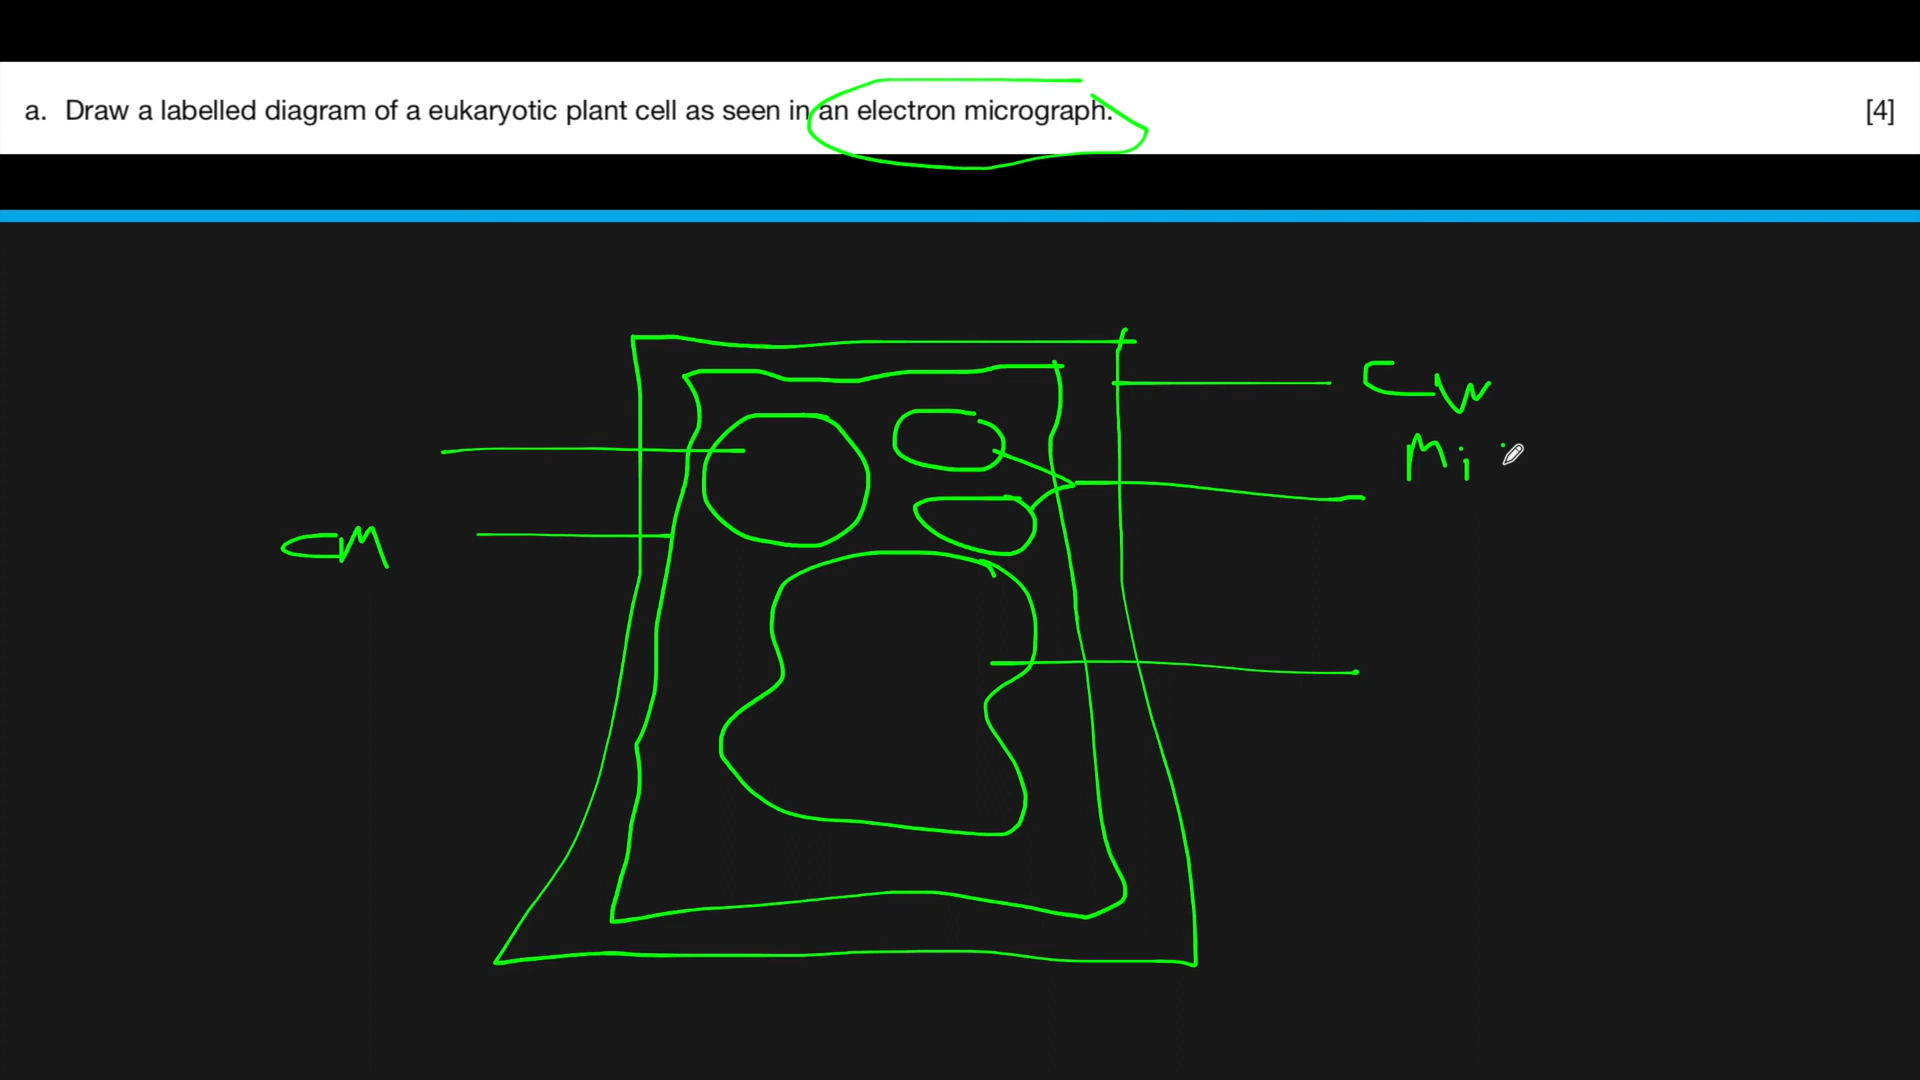 a. Draw a labelled diagram of a eukaryotic plant cell as seen in an electron micrograph. [4]
CW
Mi
CM